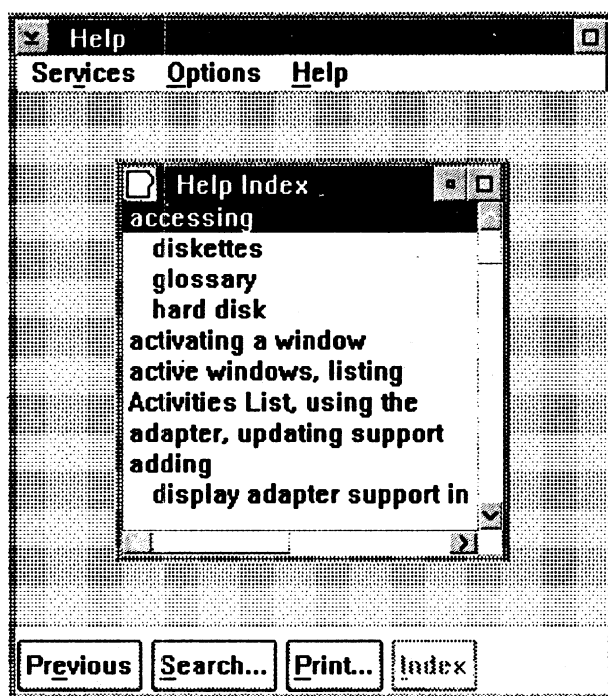 Help
Services Options Help
Help Index
accessing
diskettes
glossary
hard disk
activating a window
active windows, listing
Activities List, using the
adapter, updating support
adding
display adapter support in
Previous Search... Print... Index